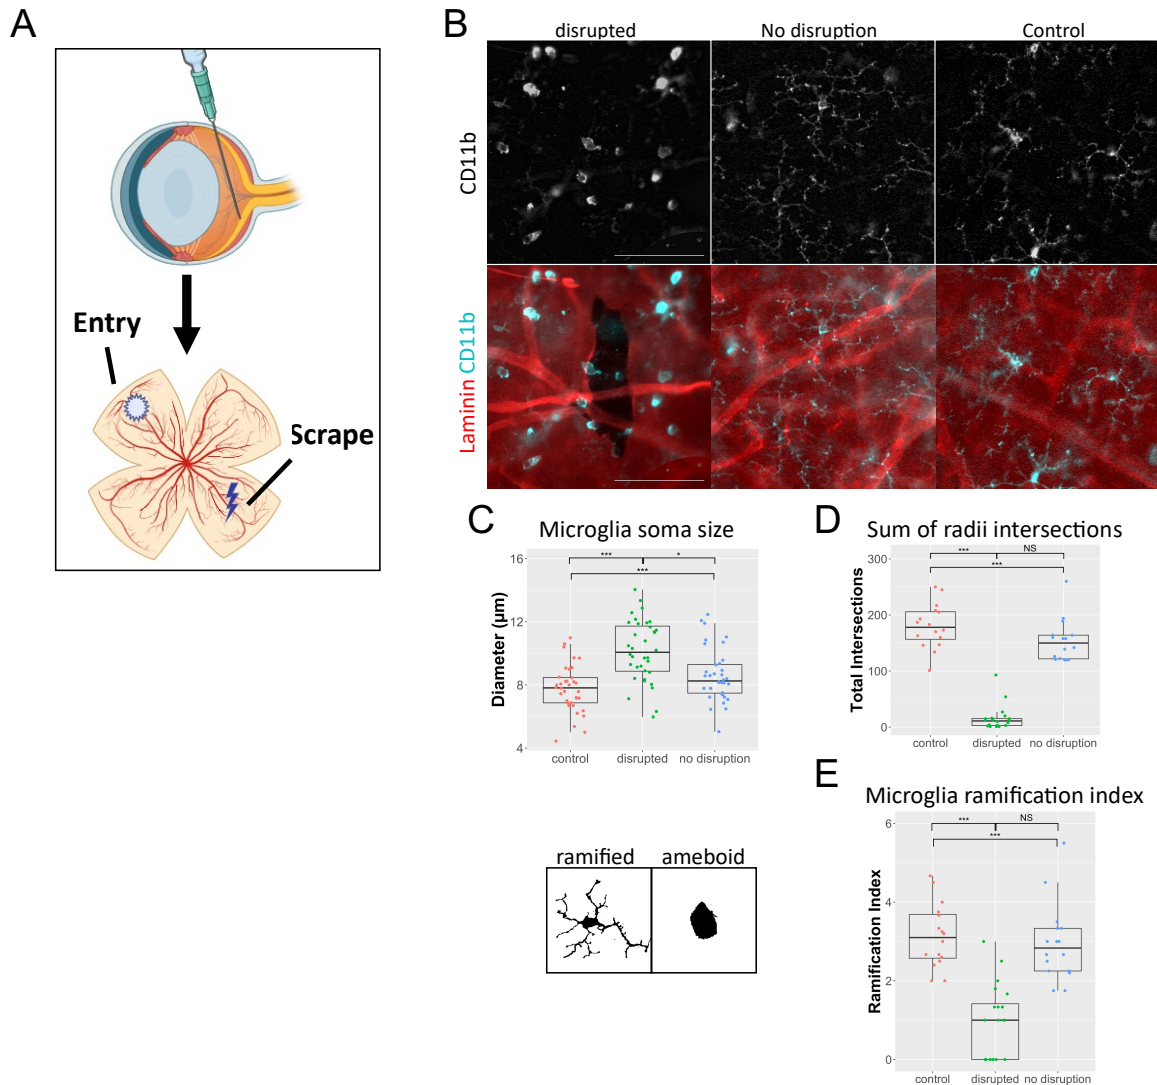 A
Entry
Scrape
B
disrupted
No disruption
Control
CD11b
Laminin CD11b
C
Microglia soma size
16
12
8
4
Diameter (µm)
***
*
***
control
disrupted
no disruption
ramified
ameboid
D
Sum of radii intersections
300
200
100
0
Total Intersections
***
NS
***
control
disrupted
no disruption
E
Microglia ramification index
6
4
2
0
Ramification Index
***
NS
***
control
disrupted
no disruption